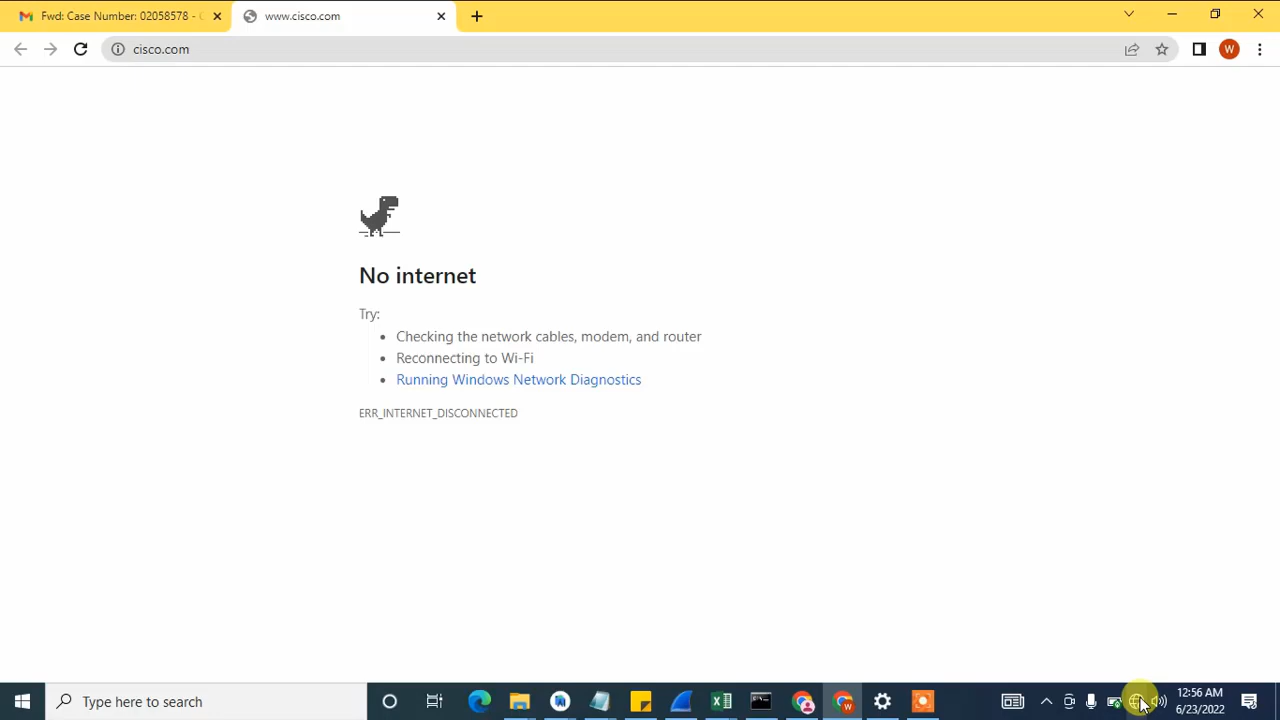 Fwd: Case Number: 02058578 -
www.cisco.com
cisco.com
W
No internet
Try:
Checking the network cables, modem, and router
Reconnecting to Wi-Fi
Running Windows Network Diagnostics
ERR_INTERNET_DISCONNECTED
Type here to search
W
12:56 AM
6/23/2022